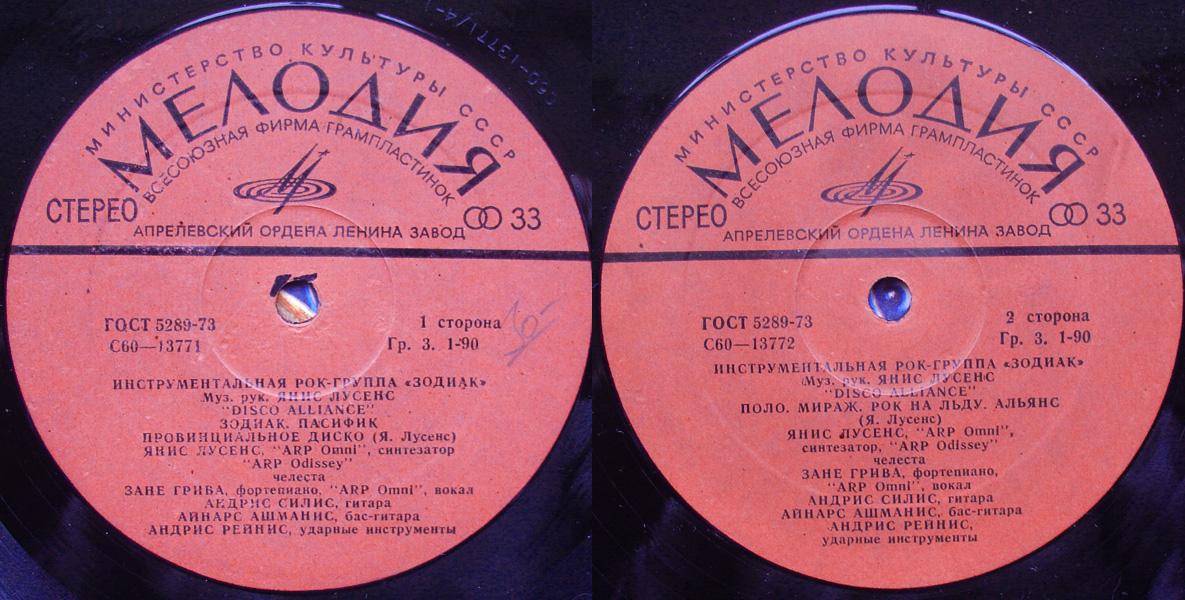 МИНИСТЕРСТВО КУЛЬТУРЫ СССР
МЕЛОДИЯ
ВСЕСОЮЗНАЯ ФИРМА ГРАМПЛАСТИНОК
СТЕРЕО
33
АПРЕЛЕВСКИЙ ОРДЕНА ЛЕНИНА ЗАВОД
ГОСТ 5289-73
1 сторона
С60—13771
Гр. 3. 1-90
ИНСТРУМЕНТАЛЬНАЯ РОК-ГРУППА «ЗОДИАК»
Муз. рук. ЯНИС ЛУСЕНС
"DISCO ALLIANCE"
ЗОДИАК. ПАСИФИК
ПРОВИНЦИАЛЬНОЕ ДИСКО (Я. Лусенс)
ЯНИС ЛУСЕНС, "ARP Omni", синтезатор
"ARP Odissey"
челеста
ЗАНЕ ГРИВА, фортепиано, "ARP Omni", вокал
АНДРИС СИЛИС, гитара
АЙНАРС АШМАНИС, бас-гитара
АНДРИС РЕЙНИС, ударные инструменты
МИНИСТЕРСТВО КУЛЬТУРЫ СССР
МЕЛОДИЯ
ВСЕСОЮЗНАЯ ФИРМА ГРАМПЛАСТИНОК
СТЕРЕО
33
АПРЕЛЕВСКИЙ ОРДЕНА ЛЕНИНА ЗАВОД
ГОСТ 5289-73
2 сторона
С60—13772
Гр. 3. 1-90
ИНСТРУМЕНТАЛЬНАЯ РОК-ГРУППА «ЗОДИАК»
Муз. рук. ЯНИС ЛУСЕНС
"DISCO ALLIANCE"
ПОЛО. МИРАЖ. РОК НА ЛЬДУ. АЛЬЯНС
(Я. Лусенс)
ЯНИС ЛУСЕНС, "ARP Omni",
синтезатор, "ARP Odissey"
челеста
ЗАНЕ ГРИВА, фортепиано,
"ARP Omni", вокал
АНДРИС СИЛИС, гитара
АЙНАРС АШМАНИС, бас-гитара
АНДРИС РЕЙНИС,
ударные инструменты